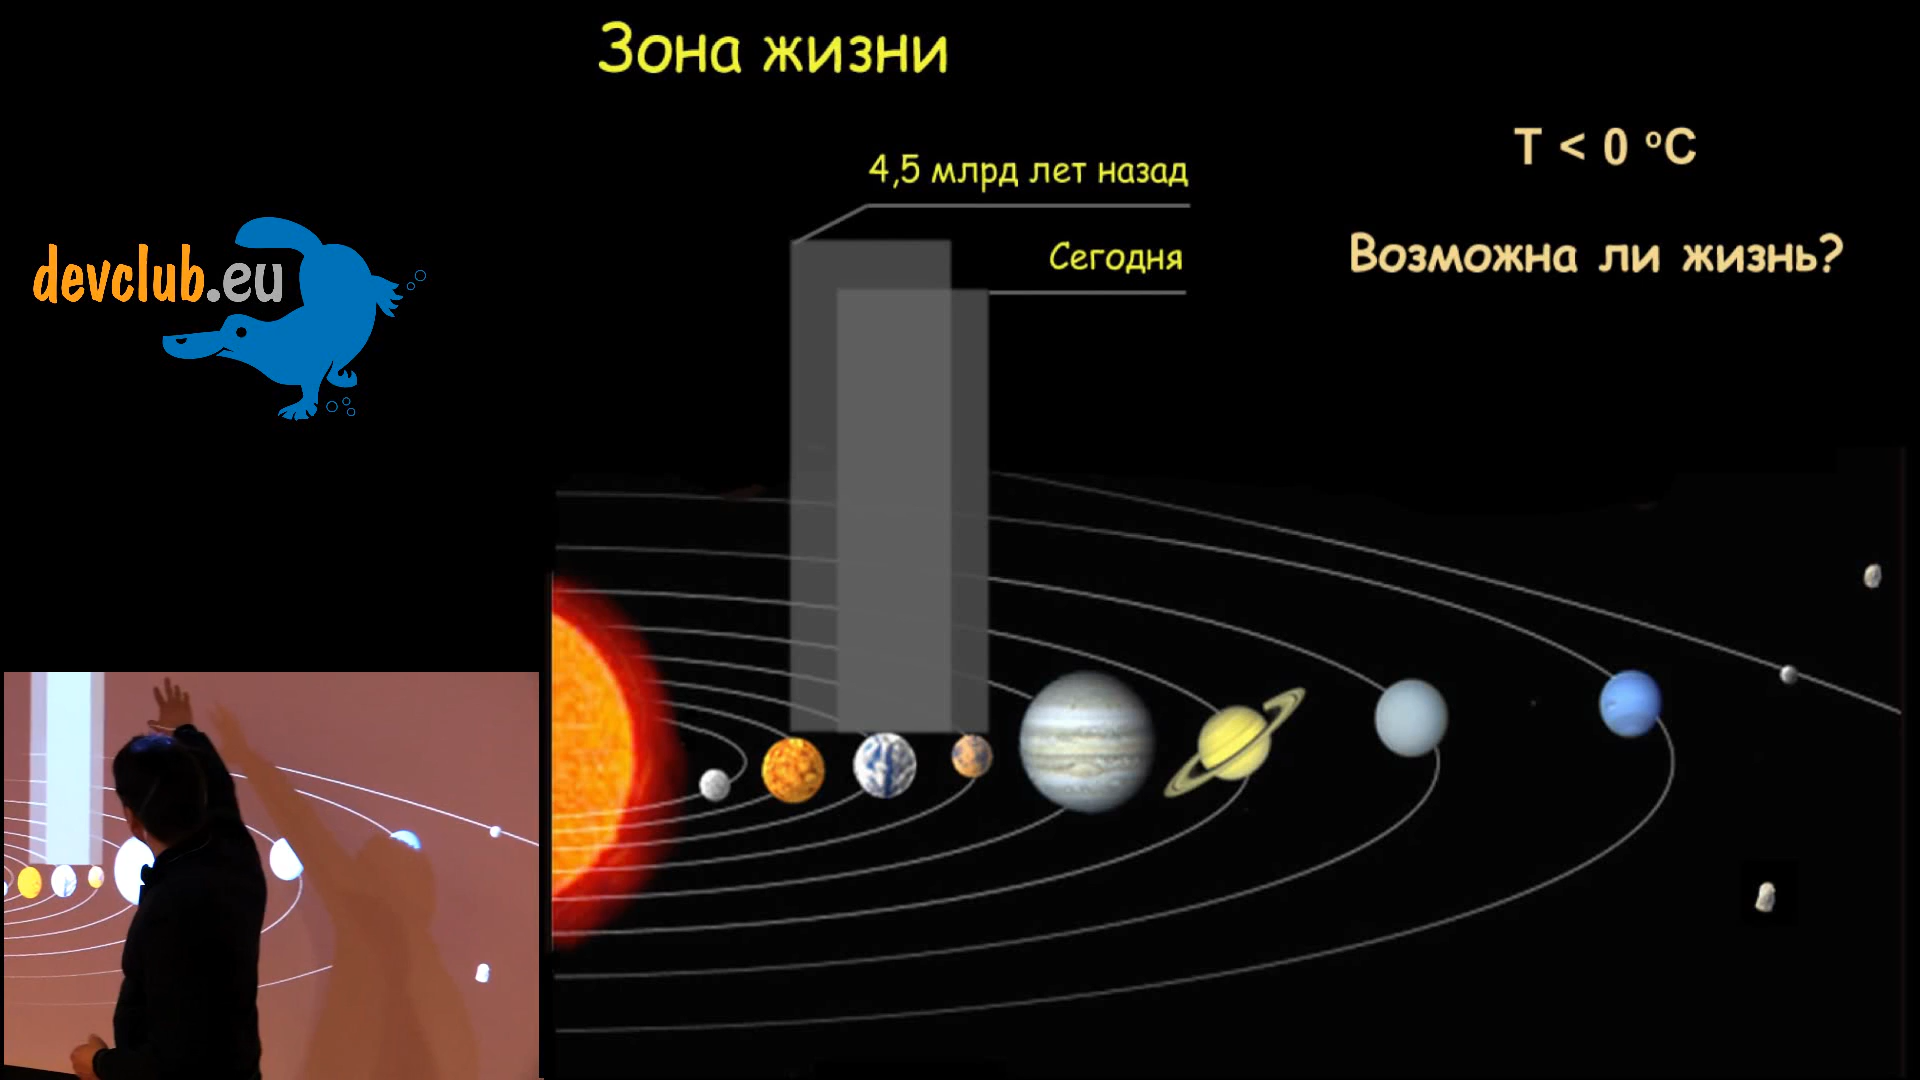 Зона жизни
4,5 млрд лет назад
Сегодня
T < 0 °C
Возможна ли жизнь?
devclub.eu